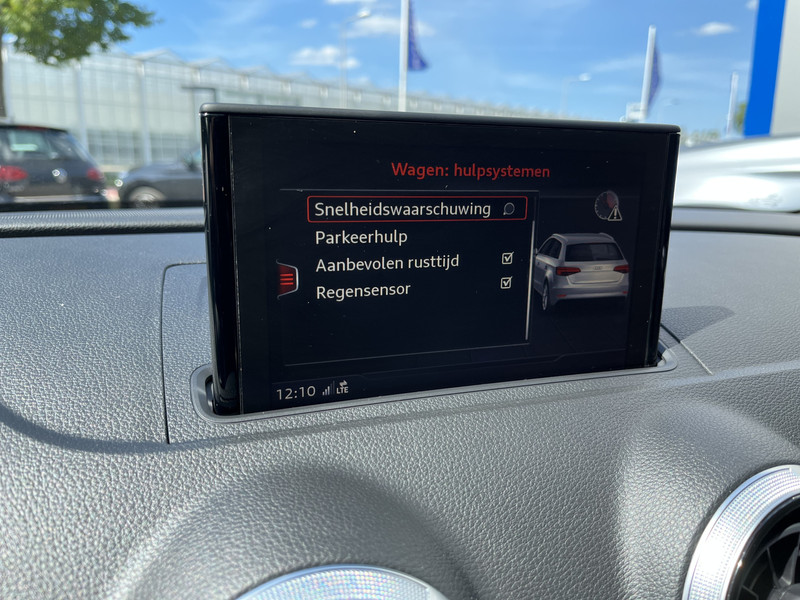 Wagen: hulpsystemen
Snelheidswaarschuwing
Parkeerhulp
Aanbevolen rusttijd
Regensensor
12:10 LTE